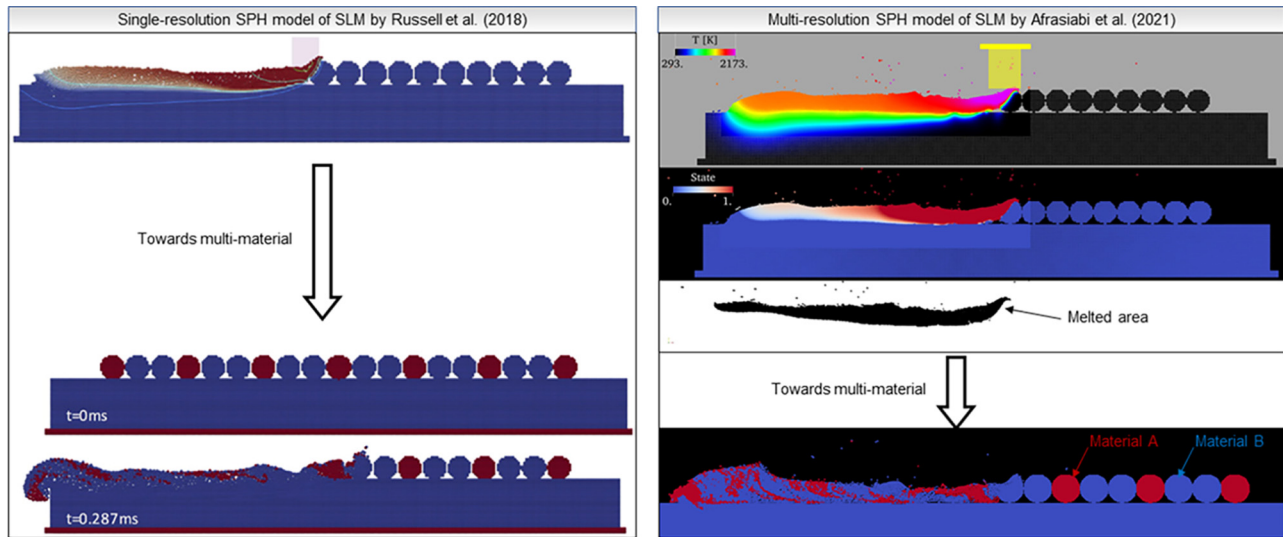 Single-resolution SPH model of SLM by Russell et al. (2018)
Towards multi-material
t=0ms
t=0.287ms
Multi-resolution SPH model of SLM by Afrasiabi et al. (2021)
T [K]
293. 2173.
State
0. 1.
Melted area
Towards multi-material
Material A Material B